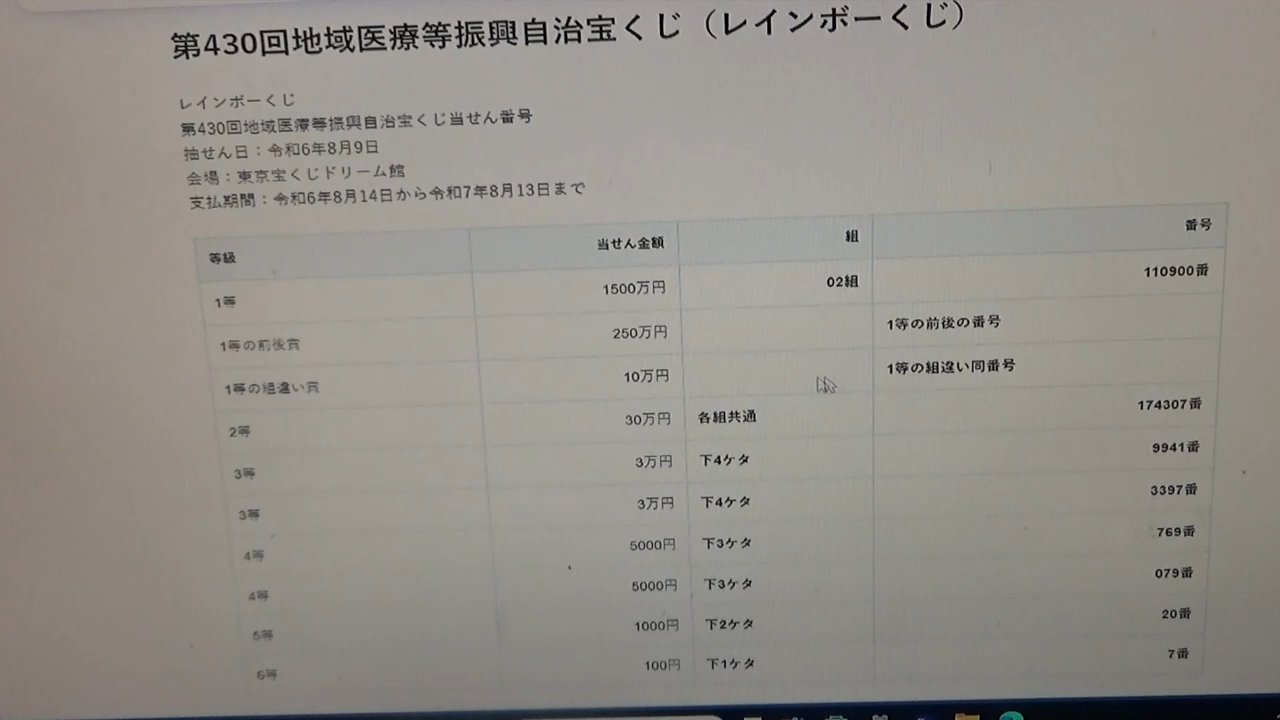 第430回地域医療等振興自治宝くじ（レインボーくじ）
レインボーくじ
第430回地域医療等振興自治宝くじ当せん番号
抽せん日：令和6年8月9日
会場：東京宝くじドリーム館
支払期間：令和6年8月14日から令和7年8月13日まで
等級 当せん金額 組 番号
1等 1500万円 02組 110900番
1等の前後賞 250万円 1等の前後の番号
1等の組違い賞 10万円 1等の組違い同番号
2等 30万円 各組共通 174307番
3等 3万円 下4ケタ 9941番
3等 3万円 下4ケタ 3397番
4等 5000円 下3ケタ 769番
4等 5000円 下3ケタ 079番
5等 1000円 下2ケタ 20番
6等 100円 下1ケタ 7番